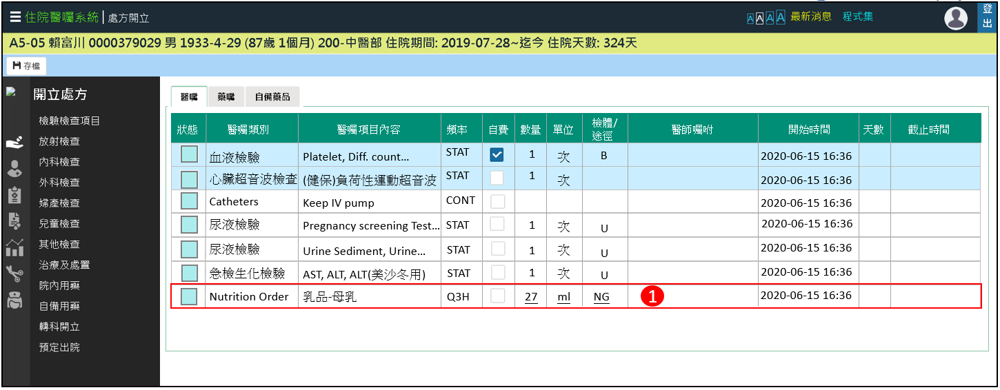 住院醫囑系統 | 處方開立 A A A A 最新消息 程式集 登出
A5-05 賴富川 0000379029 男 1933-4-29 (87歲 1個月) 200-中醫部 住院期間: 2019-07-28~迄今 住院天數: 324天
存檔
開立處方
檢驗檢查項目
放射檢查
內科檢查
外科檢查
婦產檢查
兒童檢查
其他檢查
治療及處置
院內用藥
自備用藥
轉科開立
預定出院
醫囑 藥囑 自備藥品
狀態 醫囑類別 醫囑項目內容 頻率 自費 數量 單位 檢體/途徑 醫師囑咐 開始時間 天數 截止時間
血液檢驗 Platelet, Diff. count... STAT 1 次 B 2020-06-15 16:36
心臟超音波檢查 (健保)負荷性運動超音波 STAT 1 次 2020-06-15 16:36
Catheters Keep IV pump CONT 2020-06-15 16:36
尿液檢驗 Pregnancy screening Test... STAT 1 次 U 2020-06-15 16:36
尿液檢驗 Urine Sediment, Urine... STAT 1 次 U 2020-06-15 16:36
急檢生化檢驗 AST, ALT, ALT(美沙冬用) STAT 1 次 U 2020-06-15 16:36
Nutrition Order 乳品-母乳 Q3H 27 ml NG 1 2020-06-15 16:36